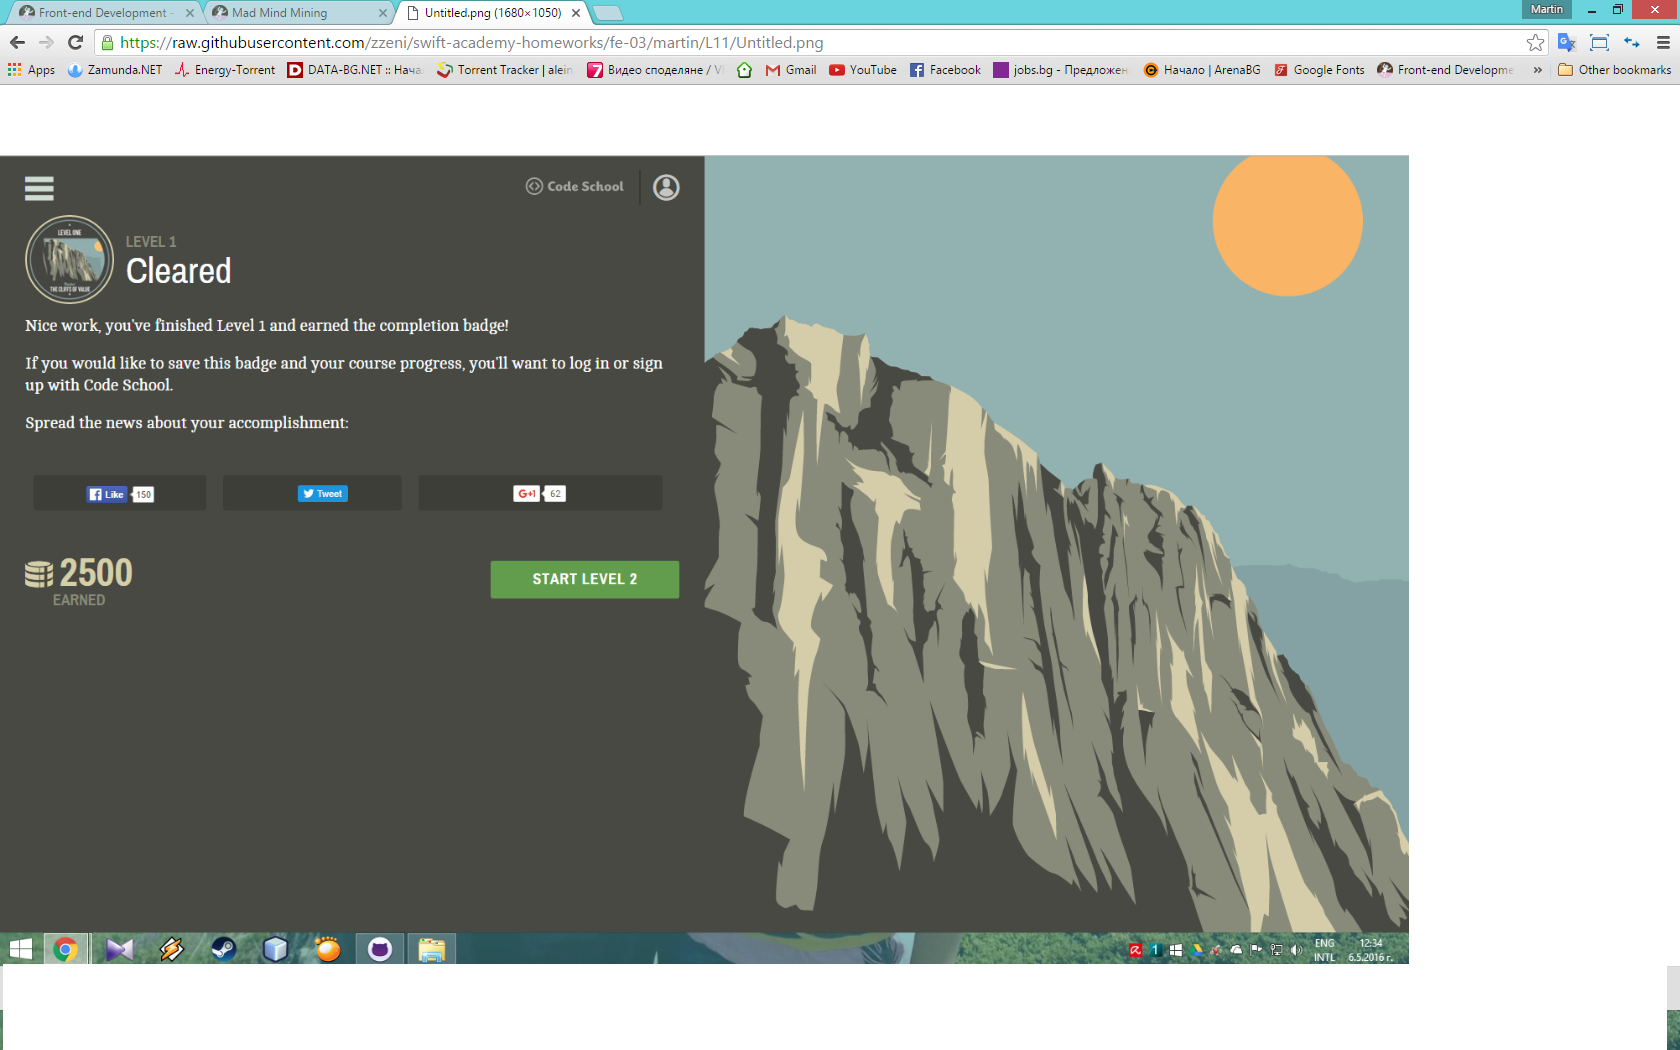 Front-end Development -
Mad Mind Mining
Untitled.png (1680×1050)
Martin
https://raw.githubusercontent.com/zzeni/swift-academy-homeworks/fe-03/martin/L11/Untitled.png
Apps
Zamunda.NET
Energy-Torrent
DATA-BG.NET :: Нача
Torrent Tracker | alein
Видео споделяне / V
Gmail
YouTube
Facebook
jobs.bg - Предложен
Начало | ArenaBG
Google Fonts
Front-end Developme
»
Other bookmarks
Code School
LEVEL ONE
THE CLIFFS OF VALUE
LEVEL 1
Cleared
Nice work, you've finished Level 1 and earned the completion badge!
If you would like to save this badge and your course progress, you'll want to log in or sign
up with Code School.
Spread the news about your accomplishment:
Like 150
Tweet
G+1 62
2500
EARNED
START LEVEL 2
ENG
INTL
12:34
6.5.2016 г.